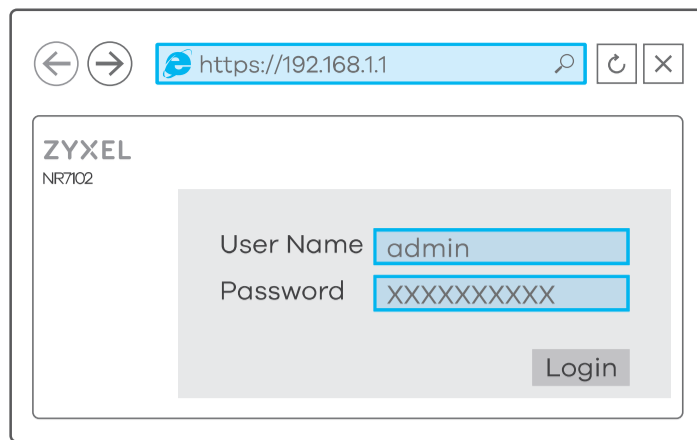 https://192.168.1.1
ZYXEL
NR7102
User Name admin
Password XXXXXXXXXX
Login